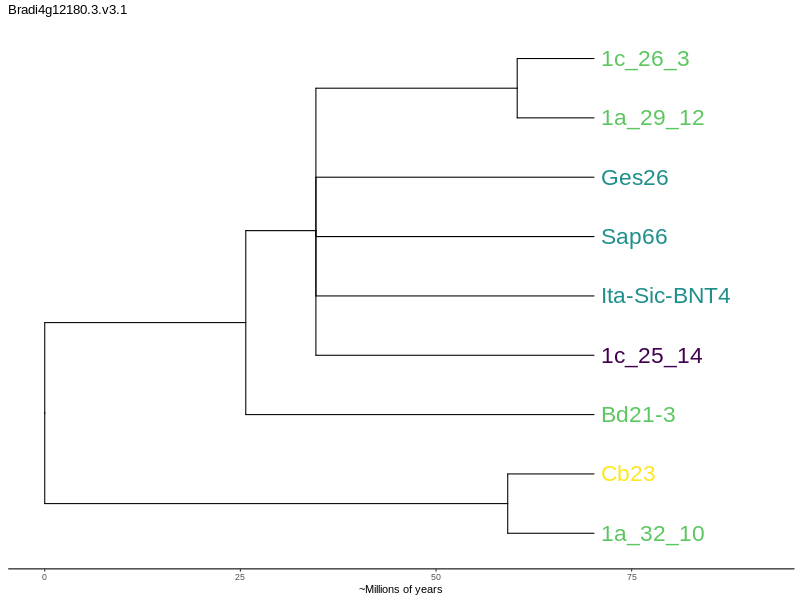 Bradi4g12180.3.v3.1
1c_26_3
1a_29_12
Ges26
Sap66
Ita-Sic-BNT4
1c_25_14
Bd21-3
Cb23
1a_32_10
0 25 50 75
~Millions of years